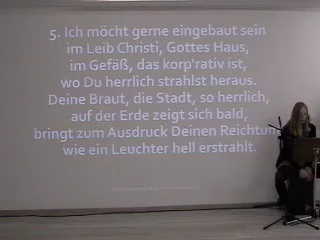 5. Ich möcht gerne eingebaut sein
im Leib Christi, Gottes Haus,
im Gefäß, das korp'rativ ist,
wo Du herrlich strahlst heraus.
Deine Braut, die Stadt, so herrlich,
auf der Erde zeigt sich bald,
bringt zum Ausdruck Deinen Reichtum
wie ein Leuchter hell erstrahlt.